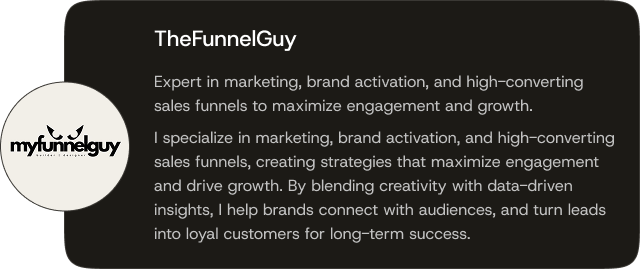 TheFunnelGuy
Expert in marketing, brand activation, and high-converting
sales funnels to maximize engagement and growth.
I specialize in marketing, brand activation, and high-converting
sales funnels, creating strategies that maximize engagement
and drive growth. By blending creativity with data-driven
insights, I help brands connect with audiences, and turn leads
into loyal customers for long-term success.
myfunnelguy
builder / designer